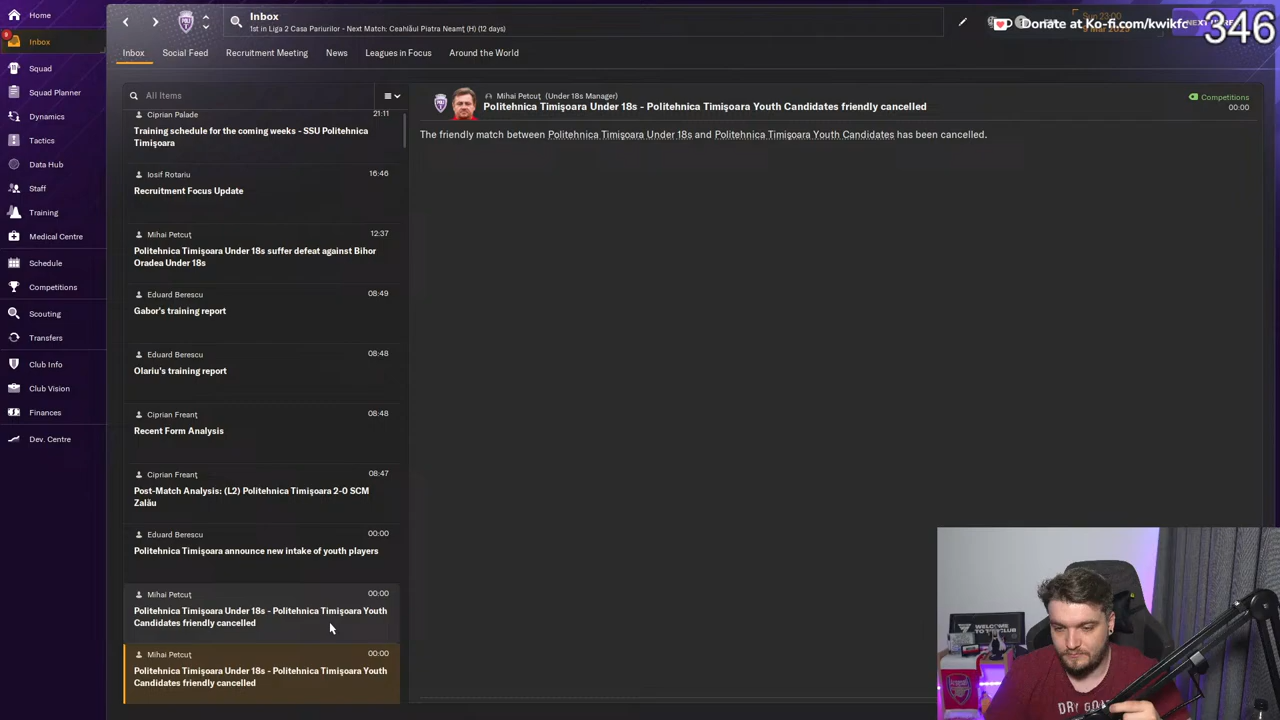 Home
Inbox
Squad
Squad Planner
Dynamics
Tactics
Data Hub
Staff
Training
Medical Centre
Schedule
Competitions
Scouting
Transfers
Club Info
Club Vision
Finances
Dev. Centre
Inbox
1st in Liga 2 Casa Pariurilor - Next Match: Ceahlăul Piatra Neamț (H) (12 days)
Donate at Ko-fi.com/kwikfc
346
Inbox Social Feed Recruitment Meeting News Leagues in Focus Around the World
All Items
Ciprian Palade 21:11
Training schedule for the coming weeks - SSU Politehnica
Timișoara
Iosif Rotariu 16:46
Recruitment Focus Update
Mihai Petcuț 12:37
Politehnica Timișoara Under 18s suffer defeat against Bihor
Oradea Under 18s
Eduard Berescu 08:49
Gabor's training report
Eduard Berescu 08:48
Olariu's training report
Ciprian Freanț 08:48
Recent Form Analysis
Ciprian Freanț 08:47
Post-Match Analysis: (L2) Politehnica Timișoara 2-0 SCM
Zalău
Eduard Berescu 00:00
Politehnica Timișoara announce new intake of youth players
Mihai Petcuț 00:00
Politehnica Timișoara Under 18s - Politehnica Timișoara Youth
Candidates friendly cancelled
Mihai Petcuț 00:00
Politehnica Timișoara Under 18s - Politehnica Timișoara Youth
Candidates friendly cancelled
Mihai Petcuț (Under 18s Manager)
Politehnica Timișoara Under 18s - Politehnica Timișoara Youth Candidates friendly cancelled
Competitions
00:00
The friendly match between Politehnica Timișoara Under 18s and Politehnica Timișoara Youth Candidates has been cancelled.